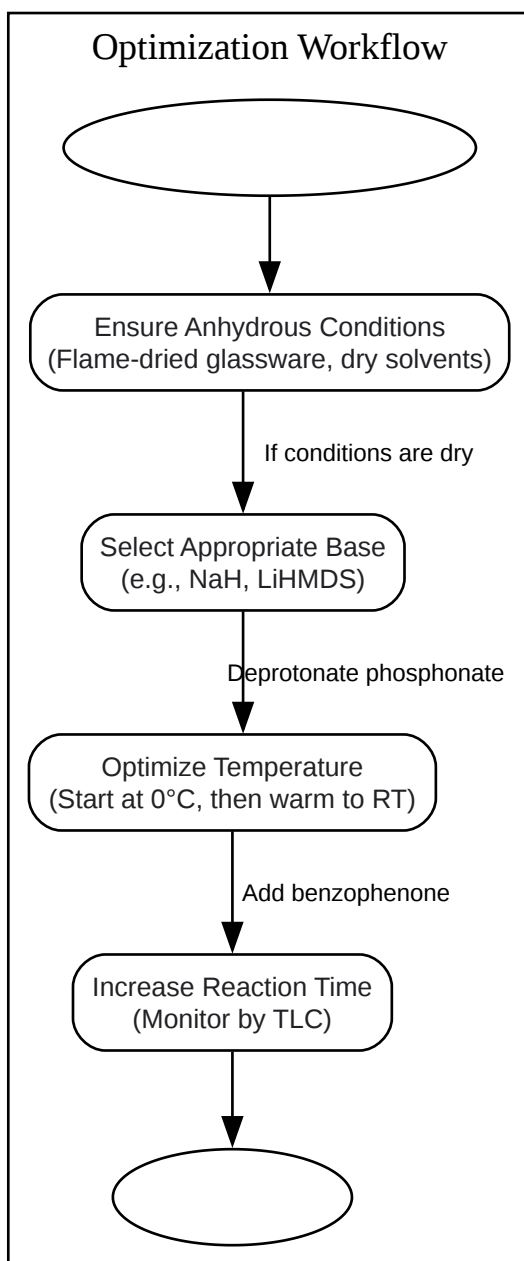 Optimization Workflow
Ensure Anhydrous Conditions
(Flame-dried glassware, dry solvents)
If conditions are dry
Select Appropriate Base
(e.g., NaH, LiHMDS)
Deprotonate phosphonate
Optimize Temperature
(Start at 0°C, then warm to RT)
Add benzophenone
Increase Reaction Time
(Monitor by TLC)